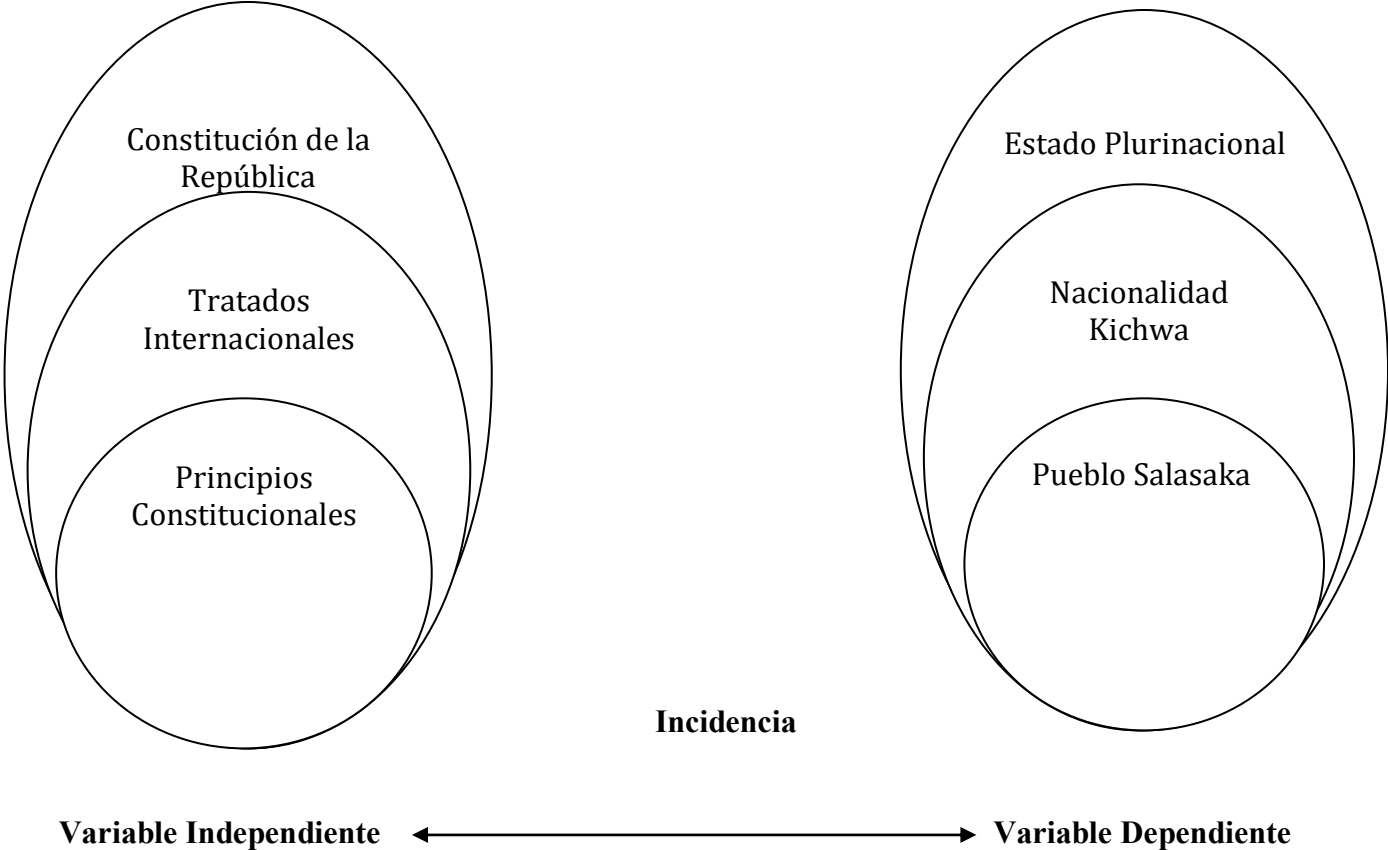 Constitución de la
República
Tratados
Internacionales
Principios
Constitucionales
Estado Plurinacional
Nacionalidad
Kichwa
Pueblo Salasaka
Incidencia
Variable Independiente
Variable Dependiente